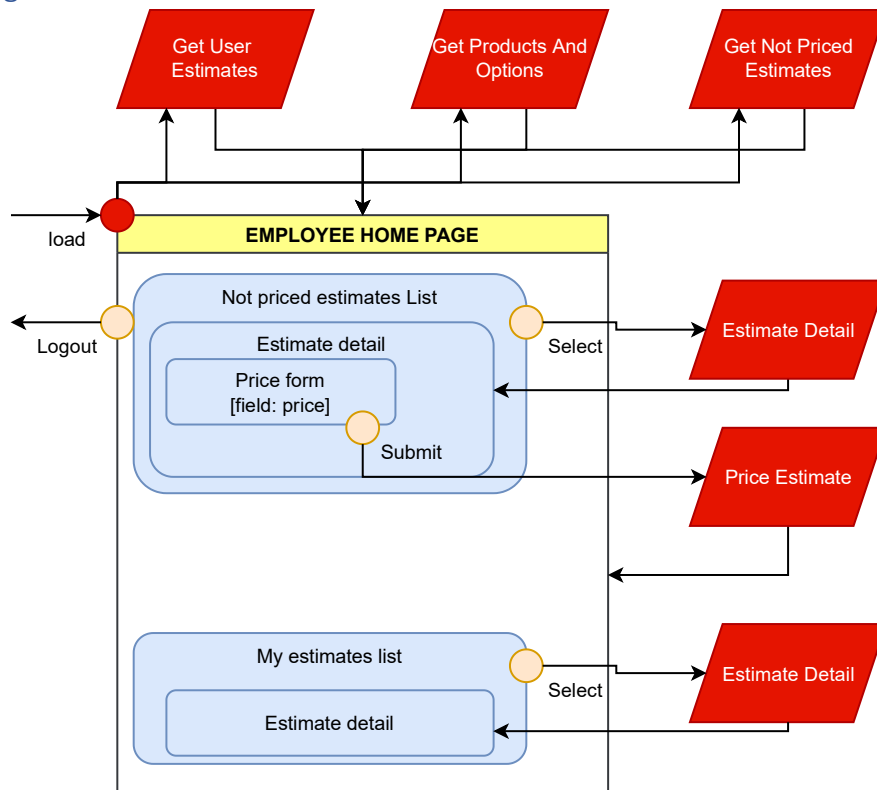 Get User
Estimates
Get Products And
Options
Get Not Priced
Estimates
load
EMPLOYEE HOME PAGE
Not priced estimates List
Logout
Select
Estimate Detail
Estimate detail
Price form
[field: price]
Submit
Price Estimate
My estimates list
Select
Estimate Detail
Estimate detail